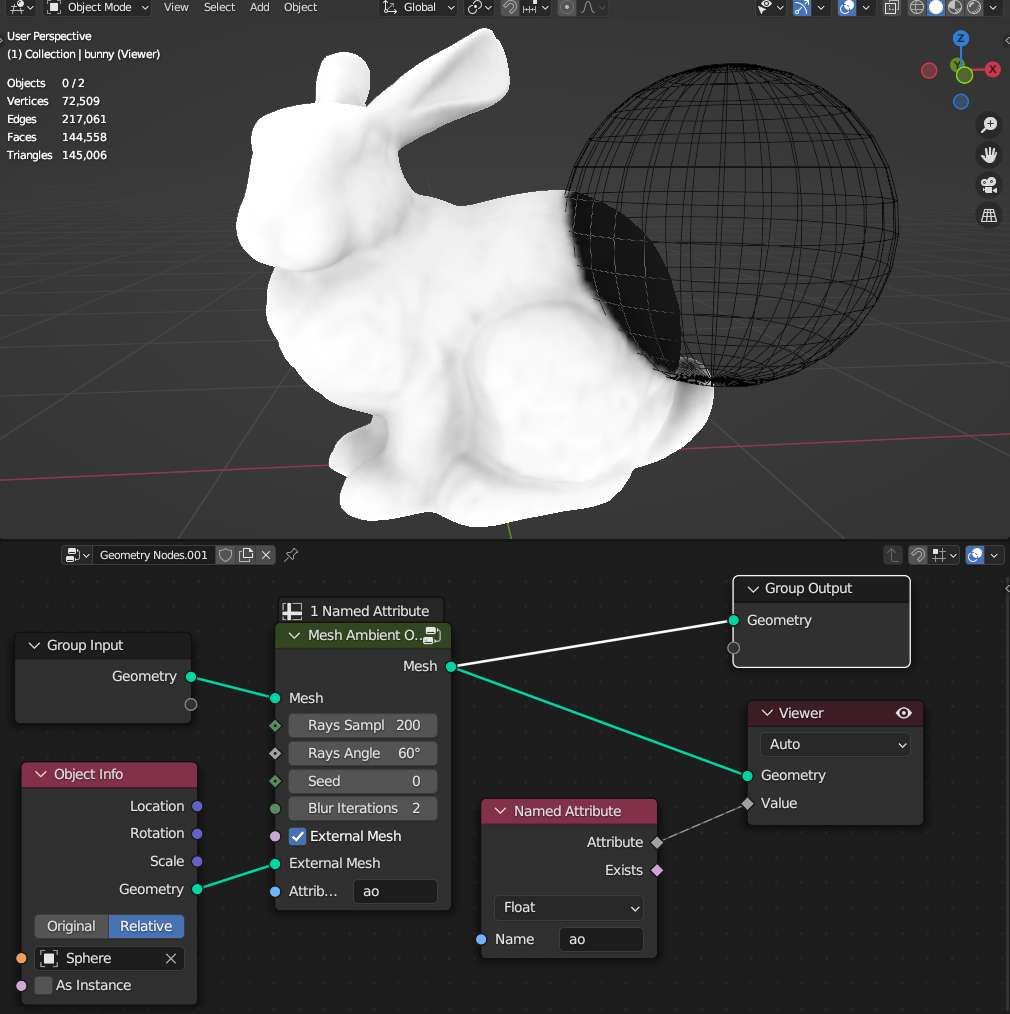 Object Mode View Select Add Object Global
User Perspective
(1) Collection | bunny (Viewer)
Objects 0 / 2
Vertices 72,509
Edges 217,061
Faces 144,558
Triangles 145,006
Z
Y
X
Geometry Nodes.001
Group Input
Geometry
Object Info
Location
Rotation
Scale
Geometry
Original Relative
Sphere
As Instance
1 Named Attribute
Mesh Ambient O..
Mesh
Mesh
Rays Sampl 200
Rays Angle 60°
Seed 0
Blur Iterations 2
External Mesh
External Mesh
Attrib... ao
Named Attribute
Attribute
Exists
Float
Name ao
Group Output
Geometry
Viewer
Auto
Geometry
Value